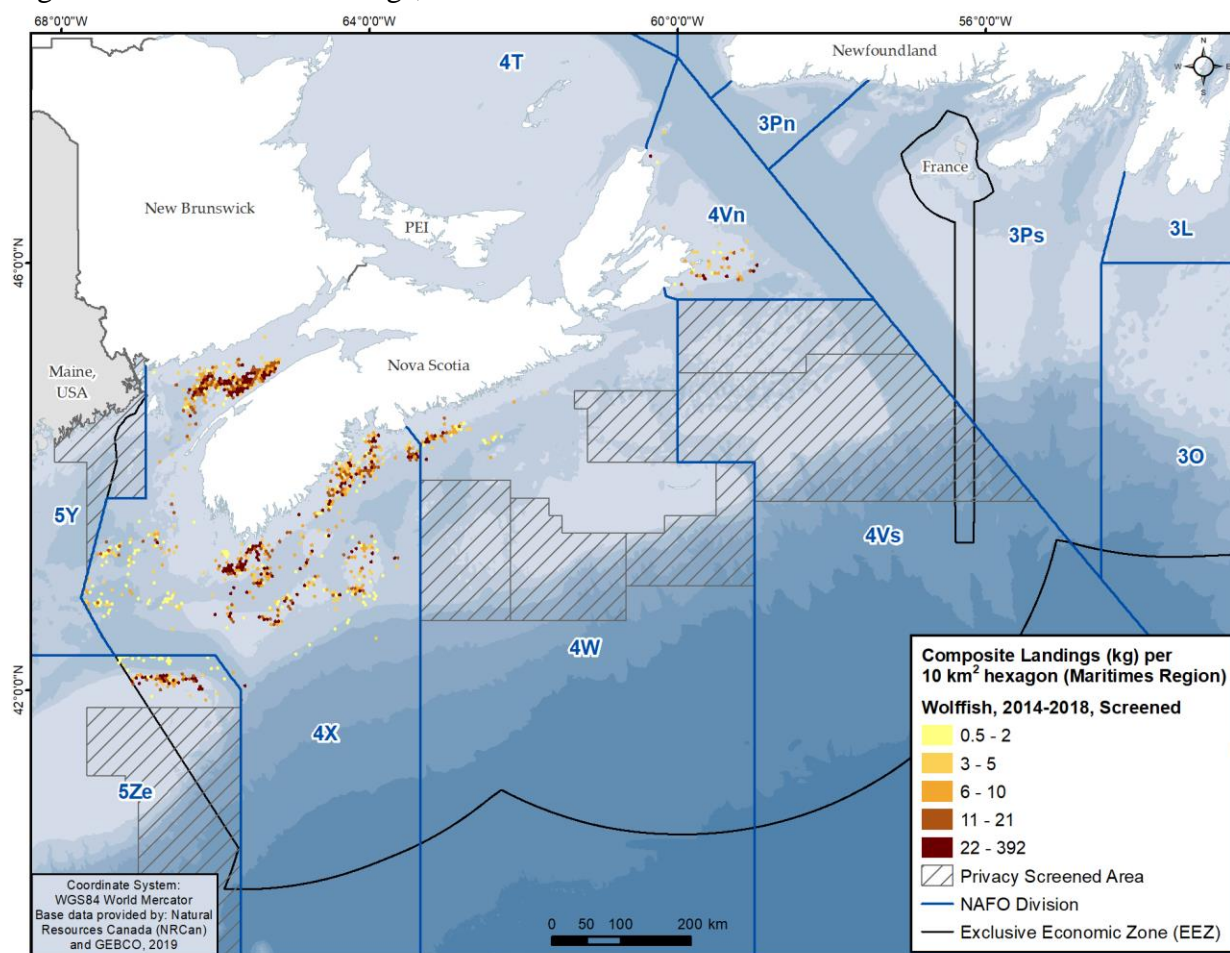 68°0'0"W
64°0'0"W
60°0'0"W
56°0'0"W
46°0'0"N
42°0'0"N
N
W
E
S
Newfoundland
4T
3Pn
France
New Brunswick
PEI
4Vn
3Ps
3L
Maine,
USA
Nova Scotia
3O
5Y
4Vs
4W
4X
5Ze
Composite Landings (kg) per
10 km² hexagon (Maritimes Region)
Wolffish, 2014-2018, Screened
0.5 - 2
3 - 5
6 - 10
11 - 21
22 - 392
Privacy Screened Area
NAFO Division
Exclusive Economic Zone (EEZ)
Coordinate System:
WGS84 World Mercator
Base data provided by: Natural
Resources Canada (NRCan)
and GEBCO, 2019
0 50 100 200 km